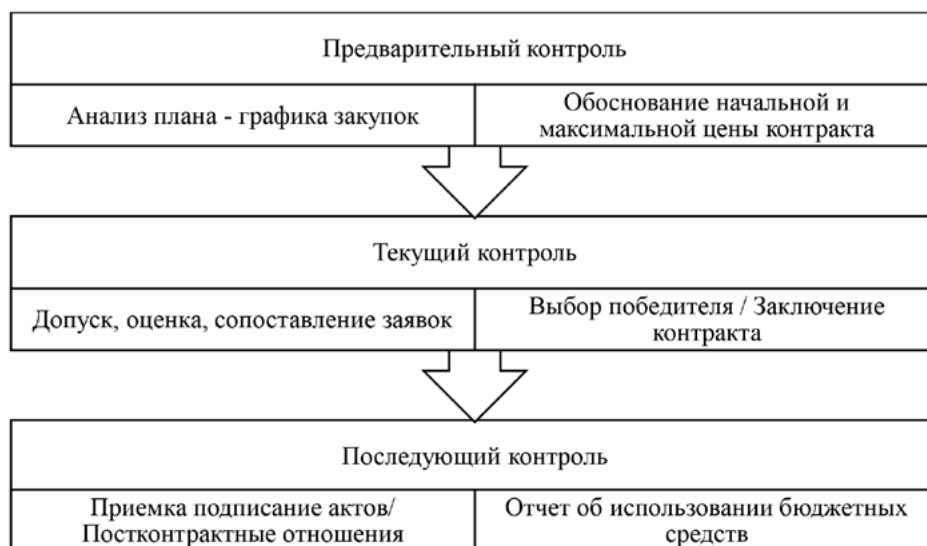 Предварительный контроль
Анализ плана - графика закупок
Обоснование начальной и
максимальной цены контракта
Текущий контроль
Допуск, оценка, сопоставление заявок
Выбор победителя / Заключение
контракта
Последующий контроль
Приемка подписание актов/
Постконтрактные отношения
Отчет об использовании бюджетных
средств